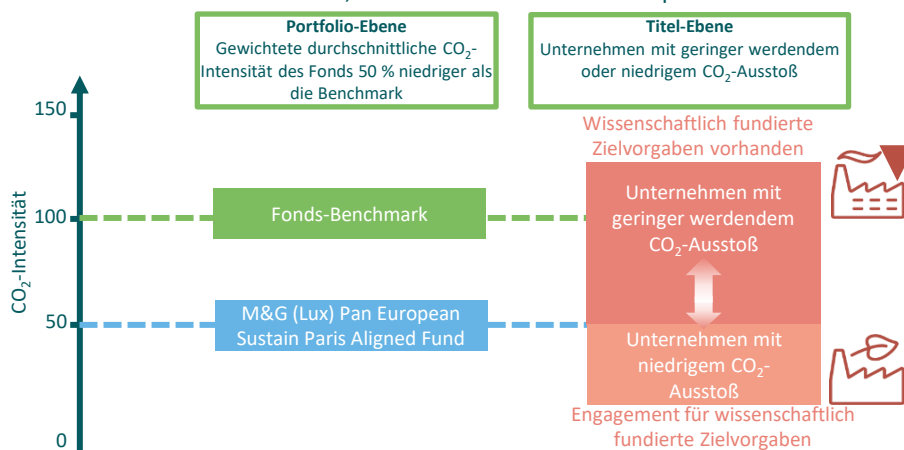 Portfolio-Ebene
Gewichtete durchschnittliche CO₂-
Intensität des Fonds 50 % niedriger als
die Benchmark
Titel-Ebene
Unternehmen mit geringer werdendem
oder niedrigem CO₂-Ausstoß
CO₂-Intensität
150
100
50
0
Fonds-Benchmark
M&G (Lux) Pan European
Sustain Paris Aligned Fund
Wissenschaftlich fundierte
Zielvorgaben vorhanden
Unternehmen mit
geringer werdendem
CO₂-Ausstoß
Unternehmen mit
niedrigem CO₂-
Ausstoß
Engagement für wissenschaftlich
fundierte Zielvorgaben